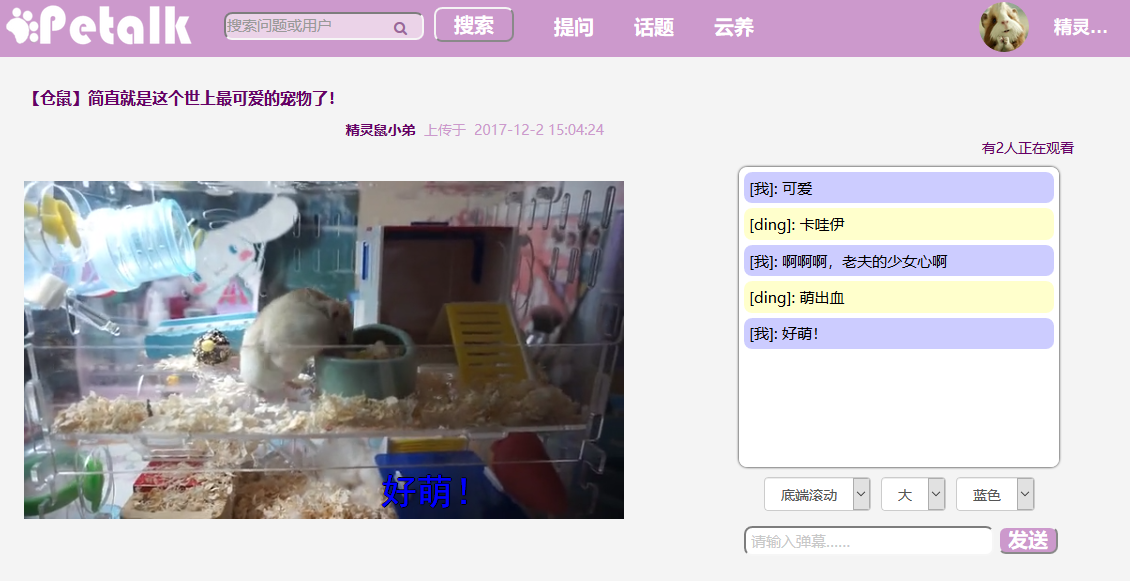 Petalk 搜索问题或用户 搜索 提问 话题 云养 精灵...
【仓鼠】简直就是这个世上最可爱的宠物了!
精灵鼠小弟 上传于 2017-12-2 15:04:24
有2人正在观看
[我]: 可爱
[ding]: 卡哇伊
[我]: 啊啊啊，老夫的少女心啊
[ding]: 萌出血
[我]: 好萌!
好萌!
底端滚动 大 蓝色
请输入弹幕...... 发送